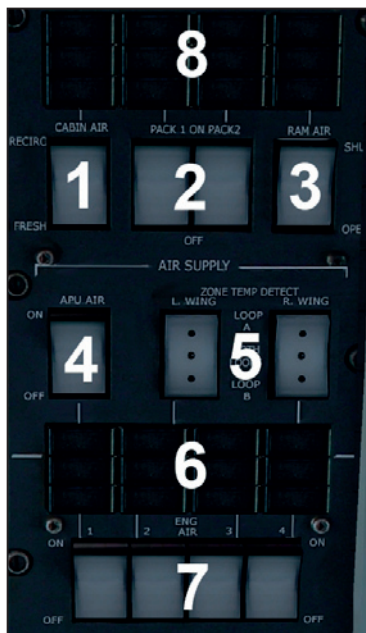 8
CABIN AIR PACK 1 ON PACK2 RAM AIR
RECIRC SHU
1 2 3
FRESH OPE
OFF
AIR SUPPLY
ZONE TEMP DETECT
APU AIR L. WING R. WING
ON LOOP
A
4 5
LOOP
OFF B
6
ENG
1 2 AIR 3 4
ON ON
7
OFF OFF